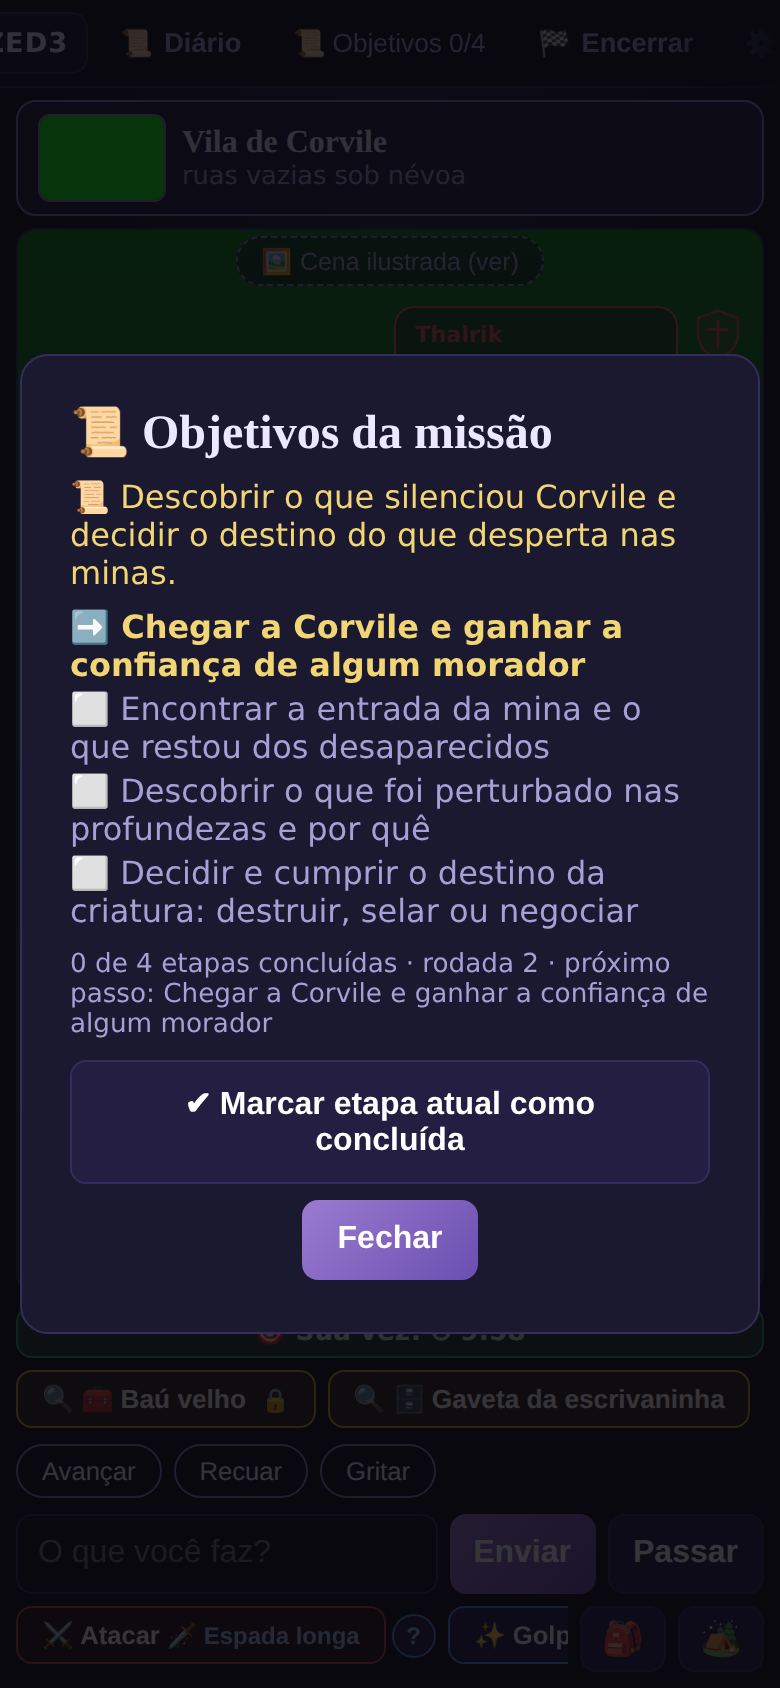 ZED3
Diário
Objetivos 0/4
Encerrar
Vila de Corvile
ruas vazias sob névoa
Cena ilustrada (ver)
Thalrik
Objetivos da missão
Descobrir o que silenciou Corvile e
decidir o destino do que desperta nas
minas.
Chegar a Corvile e ganhar a
confiança de algum morador
Encontrar a entrada da mina e o
que restou dos desaparecidos
Descobrir o que foi perturbado nas
profundezas e por quê
Decidir e cumprir o destino da
criatura: destruir, selar ou negociar
0 de 4 etapas concluídas · rodada 2 · próximo
passo: Chegar a Corvile e ganhar a confiança de
algum morador
✔ Marcar etapa atual como
concluída
Fechar
Baú velho
Gaveta da escrivaninha
Avançar
Recuar
Gritar
O que você faz?
Enviar
Passar
Atacar
Espada longa
?
Golp